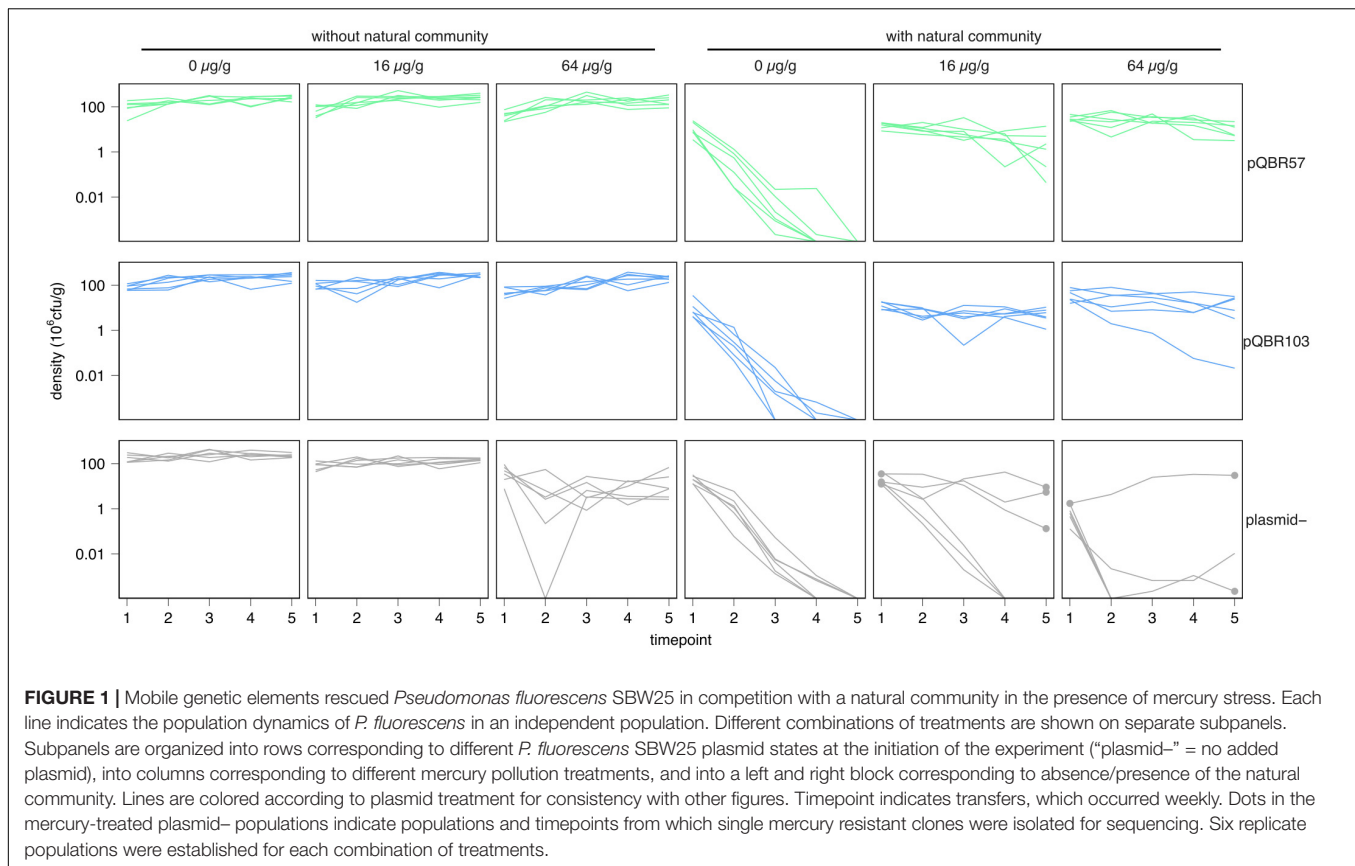 without natural community
with natural community
0 µg/g
16 µg/g
64 µg/g
0 µg/g
16 µg/g
64 µg/g
100
1
0.01
pQBR57
density (10⁶cfu/g)
100
1
0.01
pQBR103
100
1
0.01
plasmid–
1 2 3 4 5
1 2 3 4 5
1 2 3 4 5
1 2 3 4 5
1 2 3 4 5
1 2 3 4 5
timepoint
FIGURE 1 | Mobile genetic elements rescued Pseudomonas fluorescens SBW25 in competition with a natural community in the presence of mercury stress. Each
line indicates the population dynamics of P. fluorescens in an independent population. Different combinations of treatments are shown on separate subpanels.
Subpanels are organized into rows corresponding to different P. fluorescens SBW25 plasmid states at the initiation of the experiment (“plasmid–” = no added
plasmid), into columns corresponding to different mercury pollution treatments, and into a left and right block corresponding to absence/presence of the natural
community. Lines are colored according to plasmid treatment for consistency with other figures. Timepoint indicates transfers, which occurred weekly. Dots in the
mercury-treated plasmid– populations indicate populations and timepoints from which single mercury resistant clones were isolated for sequencing. Six replicate
populations were established for each combination of treatments.